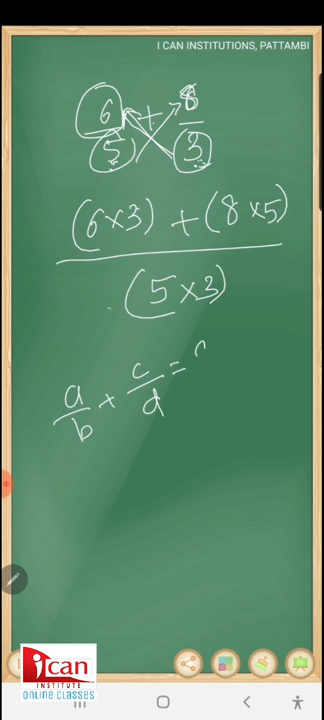 I CAN INSTITUTIONS, PATTAMBI
6/5 + 8/3
(6×3) + (8×5)
(5×3)
a/b + c/d =
ican
INSTITUTE
ONLINE CLASSES